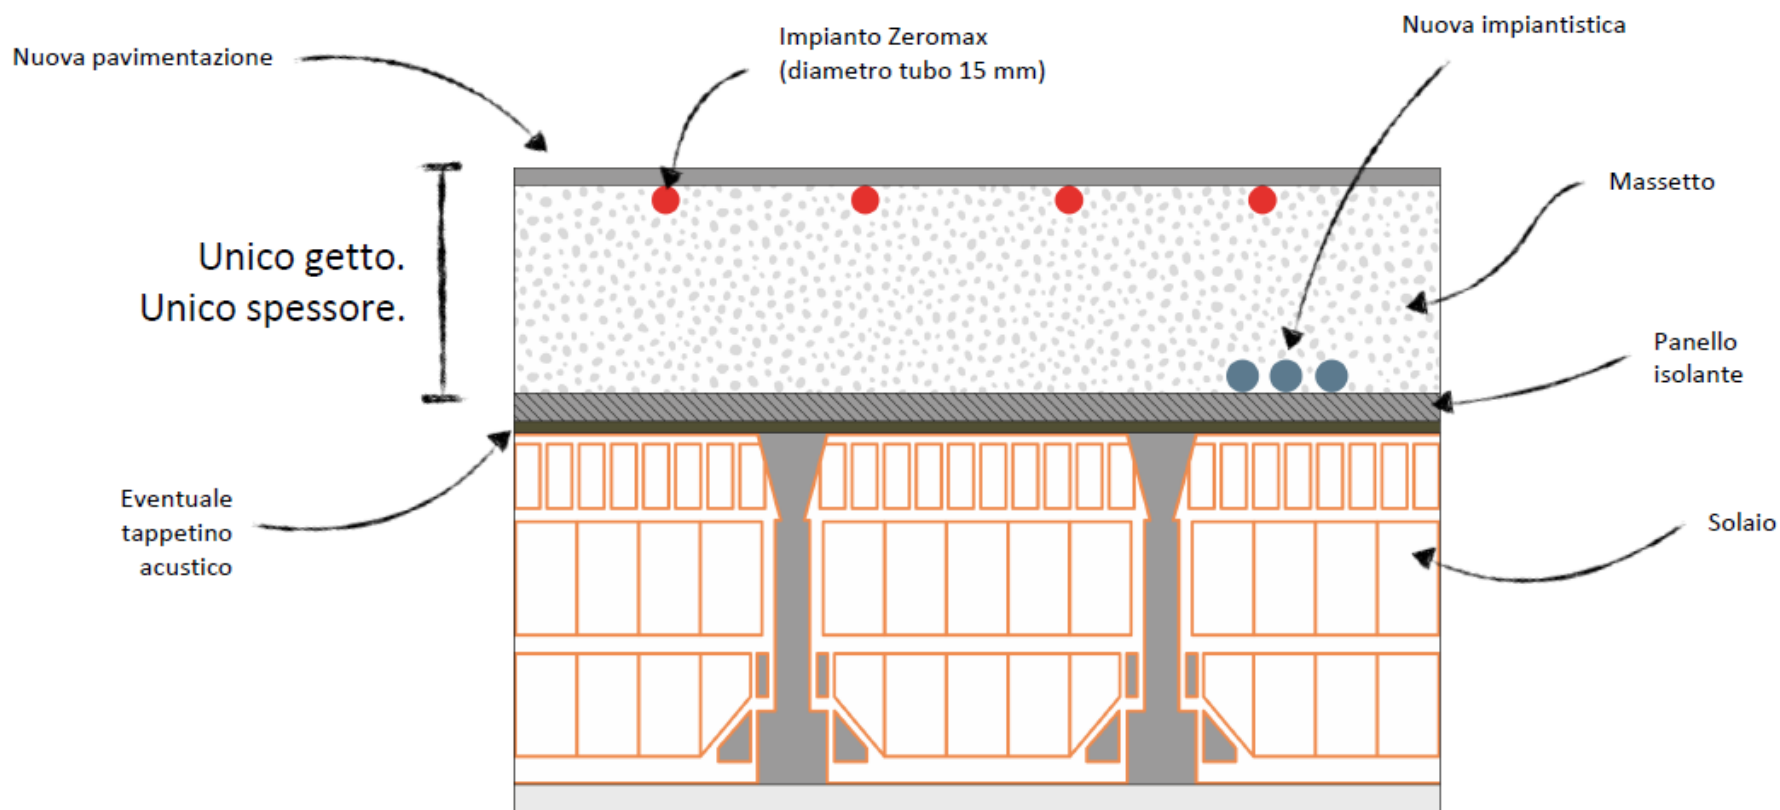 Nuova pavimentazione
Impianto Zeromax
(diametro tubo 15 mm)
Nuova impiantistica
Massetto
Unico getto.
Unico spessore.
Panello
isolante
Eventuale
tappetino
acustico
Solaio